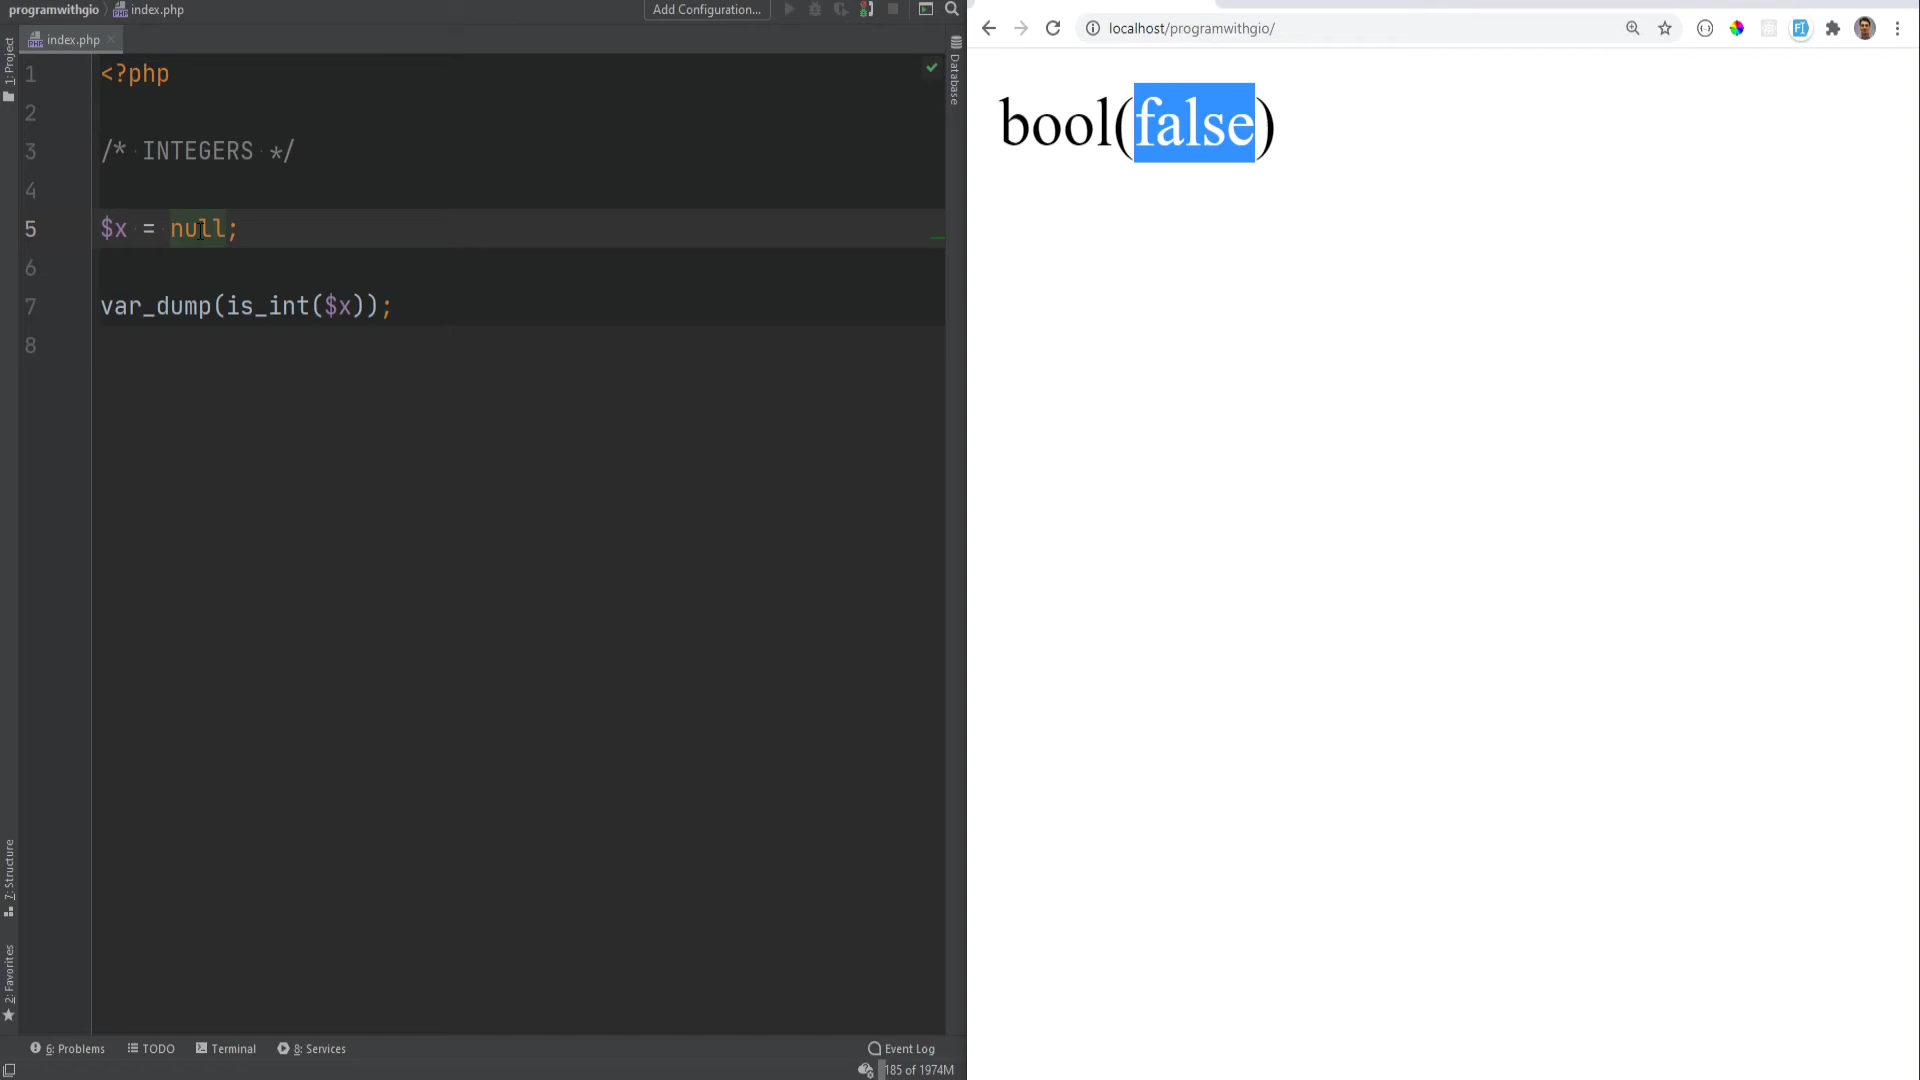 programwithgio
index.php
Add Configuration...
index.php
1: Project
Database
1 <?php
2
3 /* INTEGERS */
4
5 $x = null;
6
7 var_dump(is_int($x));
8
7: Structure
2: Favorites
6: Problems
TODO
Terminal
8: Services
Event Log
185 of 1974M
localhost/programwithgio/
bool(false)